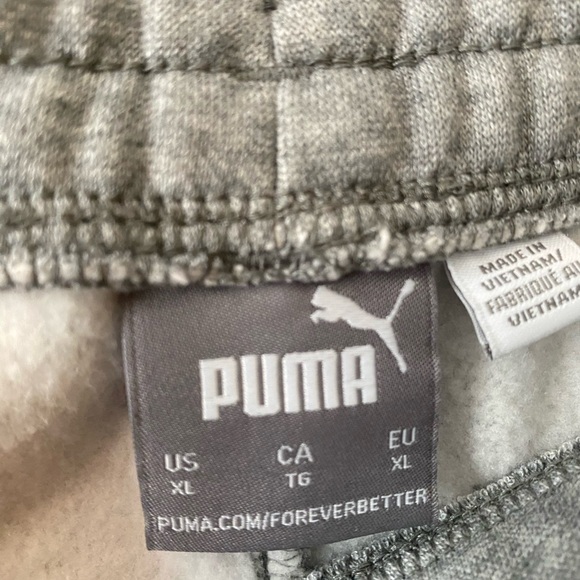 PUMA
US CA EU
XL TG XL
PUMA.COM/FOREVERBETTER
MADE IN
VIETNAM/
FABRIQUÉ AU
VIETNAM